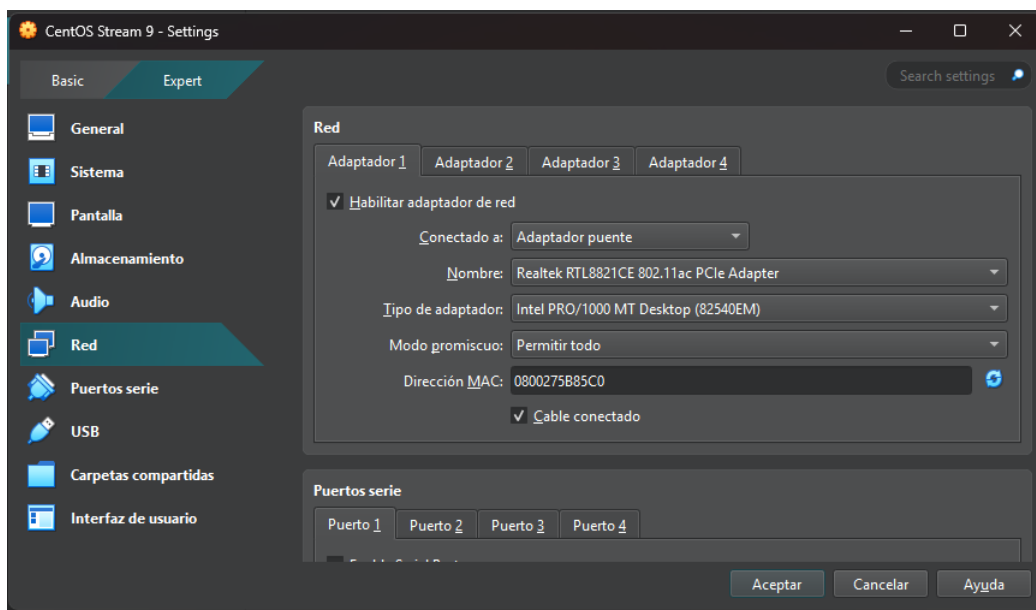 CentOS Stream 9 - Settings
Basic Expert Search settings
General
Sistema
Pantalla
Almacenamiento
Audio
Red
Puertos serie
USB
Carpetas compartidas
Interfaz de usuario
Red
Adaptador 1 Adaptador 2 Adaptador 3 Adaptador 4
Habilitar adaptador de red
Conectado a: Adaptador puente
Nombre: Realtek RTL8821CE 802.11ac PCIe Adapter
Tipo de adaptador: Intel PRO/1000 MT Desktop (82540EM)
Modo promiscuo: Permitir todo
Dirección MAC: 0800275B85C0
Cable conectado
Puertos serie
Puerto 1 Puerto 2 Puerto 3 Puerto 4
Aceptar Cancelar Ayuda